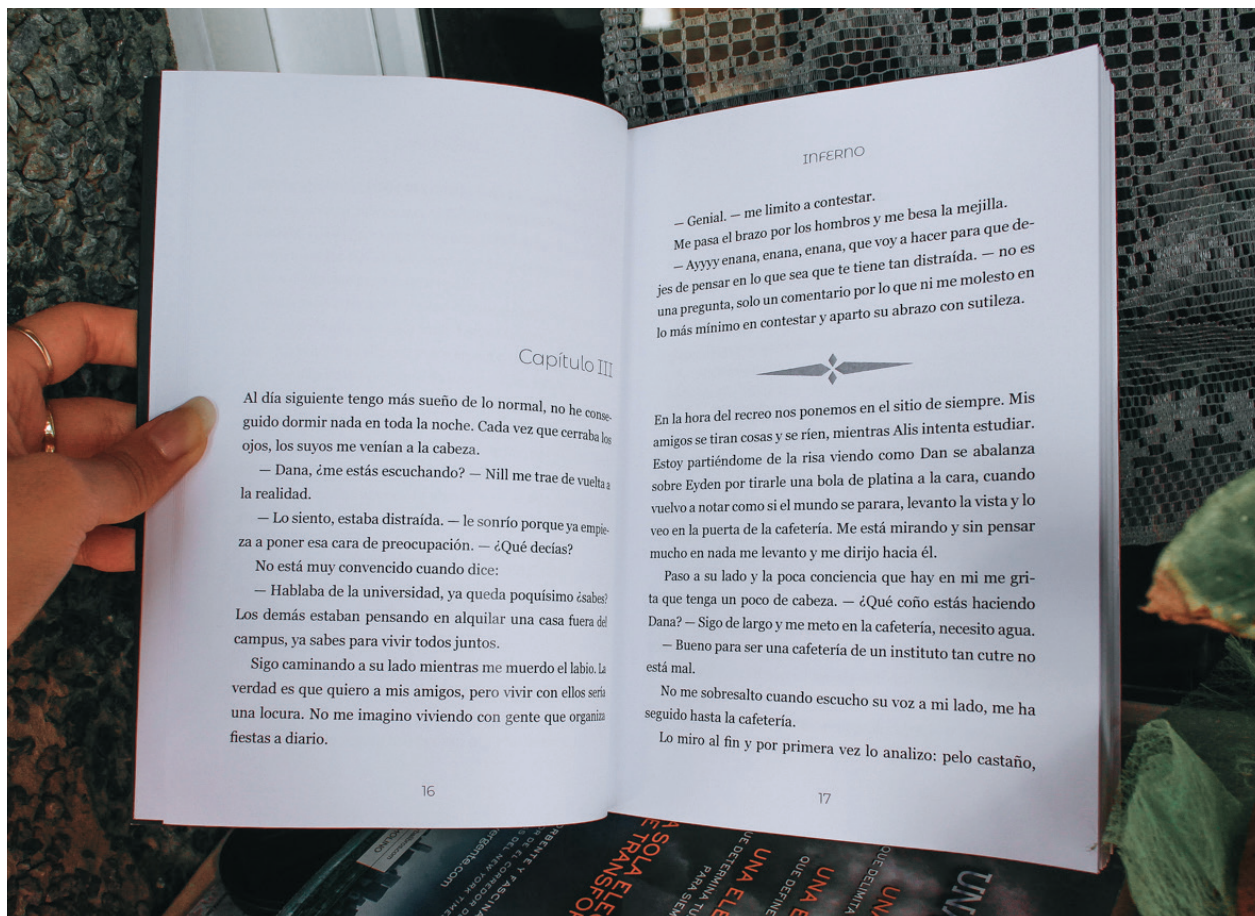 Capítulo III
Al día siguiente tengo más sueño de lo normal, no he conse-
guido dormir nada en toda la noche. Cada vez que cerraba los
ojos, los suyos me venían a la cabeza.
— Dana, ¿me estás escuchando? — Nill me trae de vuelta a
la realidad.
— Lo siento, estaba distraída. — le sonrío porque ya empie-
za a poner esa cara de preocupación. — ¿Qué decías?
No está muy convencido cuando dice:
— Hablaba de la universidad, ya queda poquísimo ¿sabes?
Los demás estaban pensando en alquilar una casa fuera del
campus, ya sabes para vivir todos juntos.
Sigo caminando a su lado mientras me muerdo el labio. La
verdad es que quiero a mis amigos, pero vivir con ellos sería
una locura. No me imagino viviendo con gente que organiza
fiestas a diario.
16
INFERNO
— Genial. — me limito a contestar.
Me pasa el brazo por los hombros y me besa la mejilla.
— Ayyyy enana, enana, enana, que voy a hacer para que de-
jes de pensar en lo que sea que te tiene tan distraída. — no es
una pregunta, solo un comentario por lo que ni me molesto en
lo más mínimo en contestar y aparto su abrazo con sutileza.
En la hora del recreo nos ponemos en el sitio de siempre. Mis
amigos se tiran cosas y se ríen, mientras Alis intenta estudiar.
Estoy partiéndome de la risa viendo como Dan se abalanza
sobre Eyden por tirarle una bola de platina a la cara, cuando
vuelvo a notar como si el mundo se parara, levanto la vista y lo
veo en la puerta de la cafetería. Me está mirando y sin pensar
mucho en nada me levanto y me dirijo hacia él.
Paso a su lado y la poca conciencia que hay en mi me gri-
ta que tenga un poco de cabeza. — ¿Qué coño estás haciendo
Dana? — Sigo de largo y me meto en la cafetería, necesito agua.
— Bueno para ser una cafetería de un instituto tan cutre no
está mal.
No me sobresalto cuando escucho su voz a mi lado, me ha
seguido hasta la cafetería.
Lo miro al fin y por primera vez lo analizo: pelo castaño,
17
SOLA ELE
TRANSFO
UNA ELE
QUE DETERMINA TU
PARA SIEM
UNA
QUE DEFINE
UNA
QUE DELIMITA
UN